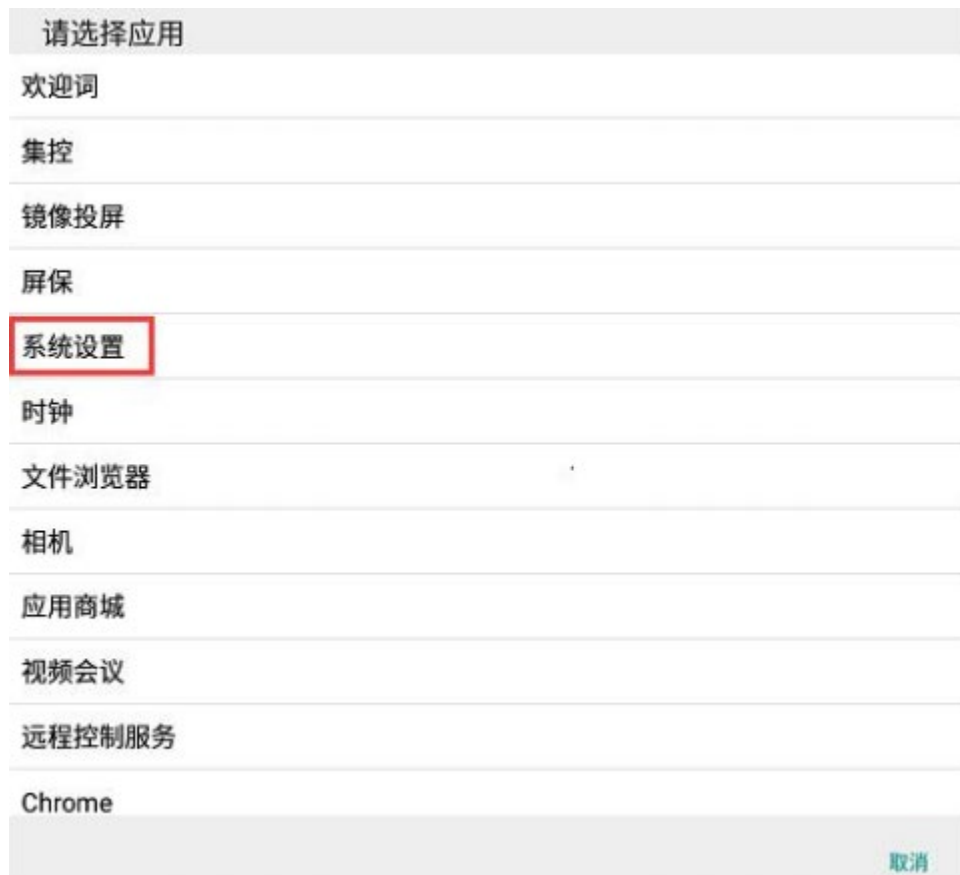 请选择应用
欢迎词
集控
镜像投屏
屏保
系统设置
时钟
文件浏览器
相机
应用商城
视频会议
远程控制服务
Chrome
取消